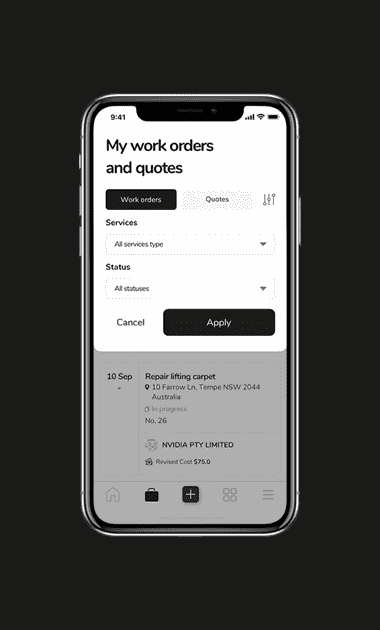 9:41
My work orders
and quotes
Work orders
Quotes
Services
All services type
Status
All statuses
Cancel
Apply
10 Sep
-
Repair lifting carpet
10 Farrow Ln, Tempe NSW 2044
Australia
In progress
No. 26
NVIDIA PTY LIMITED
Revised Cost $75.0